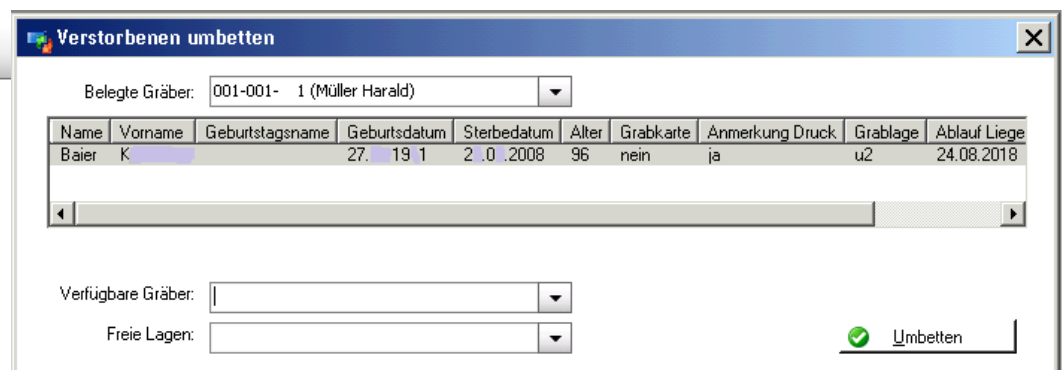 Verstorbenen umbetten
Belegte Gräber: 001-001- 1 (Müller Harald)
Name Vorname Geburtstagsname Geburtsdatum Sterbedatum Alter Grabkarte Anmerkung Druck Grablage Ablauf Liege
Baier K 27. 19 1 2 .0 .2008 96 nein ja u2 24.08.2018
Verfügbare Gräber:
Freie Lagen:
Umbetten